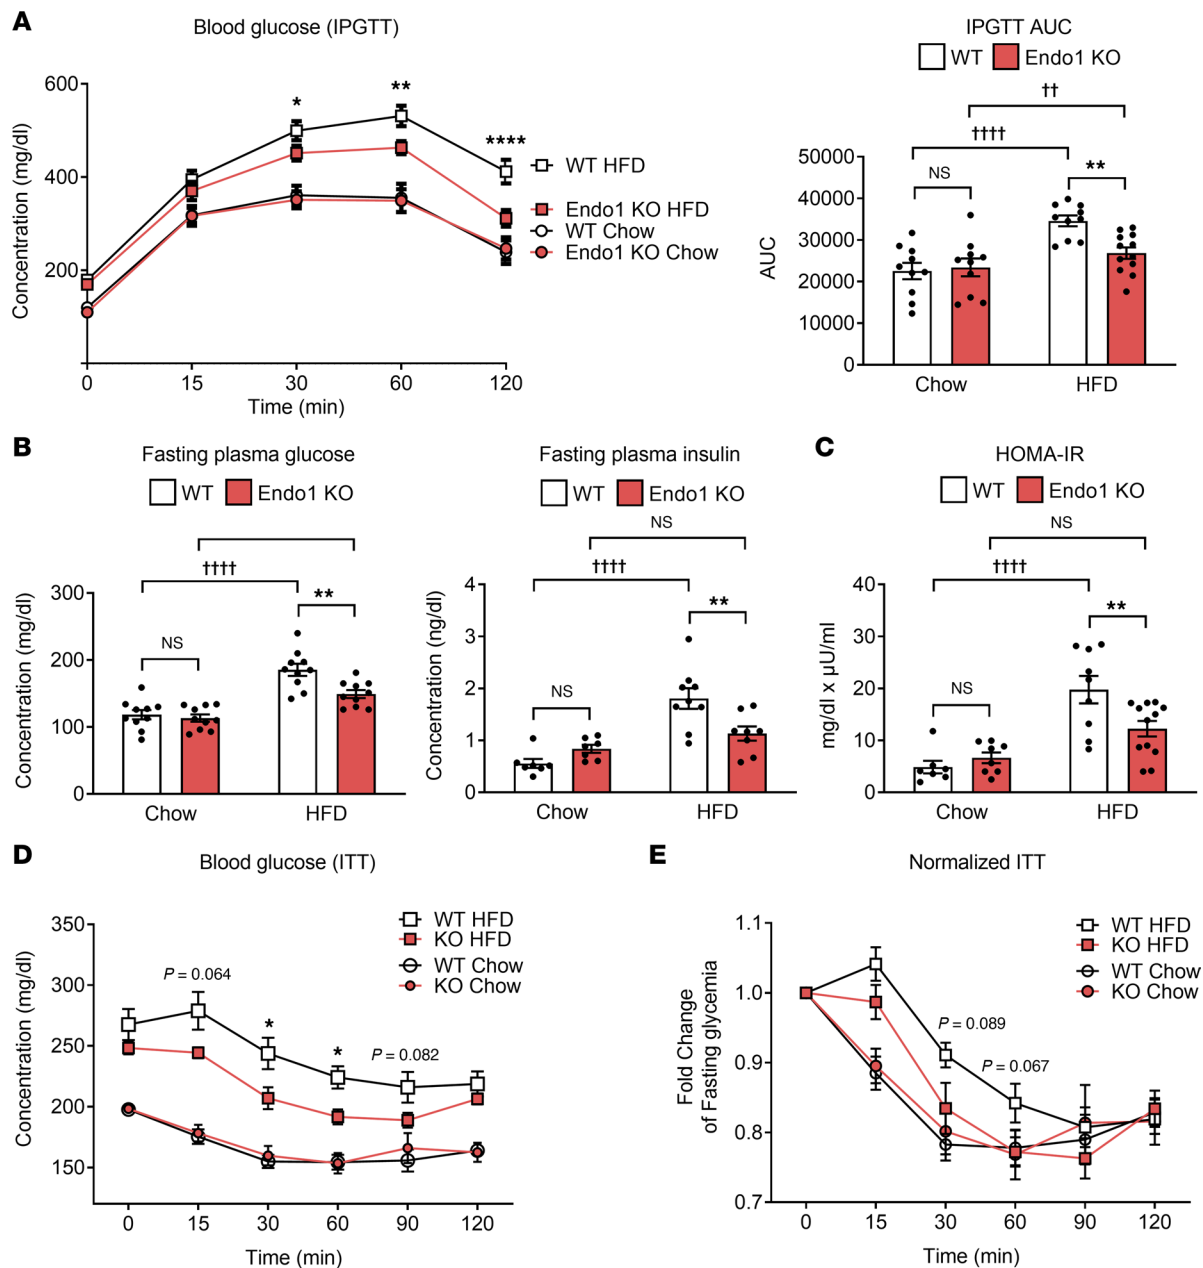 A
Blood glucose (IPGTT)
Concentration (mg/dl)
600
400
200
*
**
****
WT HFD
Endo1 KO HFD
WT Chow
Endo1 KO Chow
0 15 30 60 120
Time (min)
IPGTT AUC
WT Endo1 KO
††
††††
NS
**
AUC
50000
40000
30000
20000
10000
0
Chow HFD
B
Fasting plasma glucose
WT Endo1 KO
††††
**
NS
Concentration (mg/dl)
300
200
100
0
Chow HFD
Fasting plasma insulin
WT Endo1 KO
NS
††††
**
NS
Concentration (ng/dl)
4
3
2
1
0
Chow HFD
C
HOMA-IR
WT Endo1 KO
NS
††††
**
NS
mg/dl x µU/ml
40
30
20
10
0
Chow HFD
D
Blood glucose (ITT)
WT HFD
KO HFD
WT Chow
KO Chow
P = 0.064
*
*
P = 0.082
Concentration (mg/dl)
350
300
250
200
150
0 15 30 60 90 120
Time (min)
E
Normalized ITT
WT HFD
KO HFD
WT Chow
KO Chow
P = 0.089
P = 0.067
Fold Change
of Fasting glycemia
1.1
1.0
0.9
0.8
0.7
0 15 30 60 90 120
Time (min)